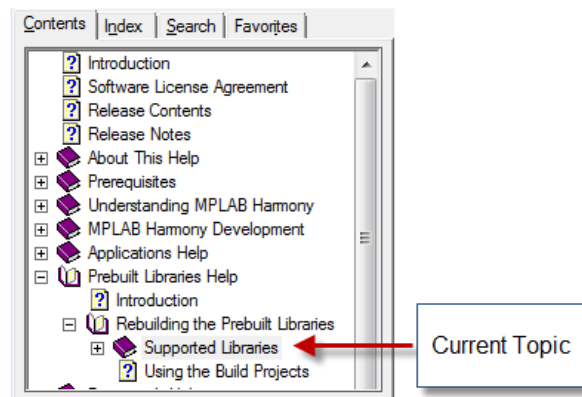 Contents Index Search Favorites
Introduction
Software License Agreement
Release Contents
Release Notes
About This Help
Prerequisites
Understanding MPLAB Harmony
MPLAB Harmony Development
Applications Help
Prebuilt Libraries Help
Introduction
Rebuilding the Prebuilt Libraries
Supported Libraries
Current Topic
Using the Build Projects